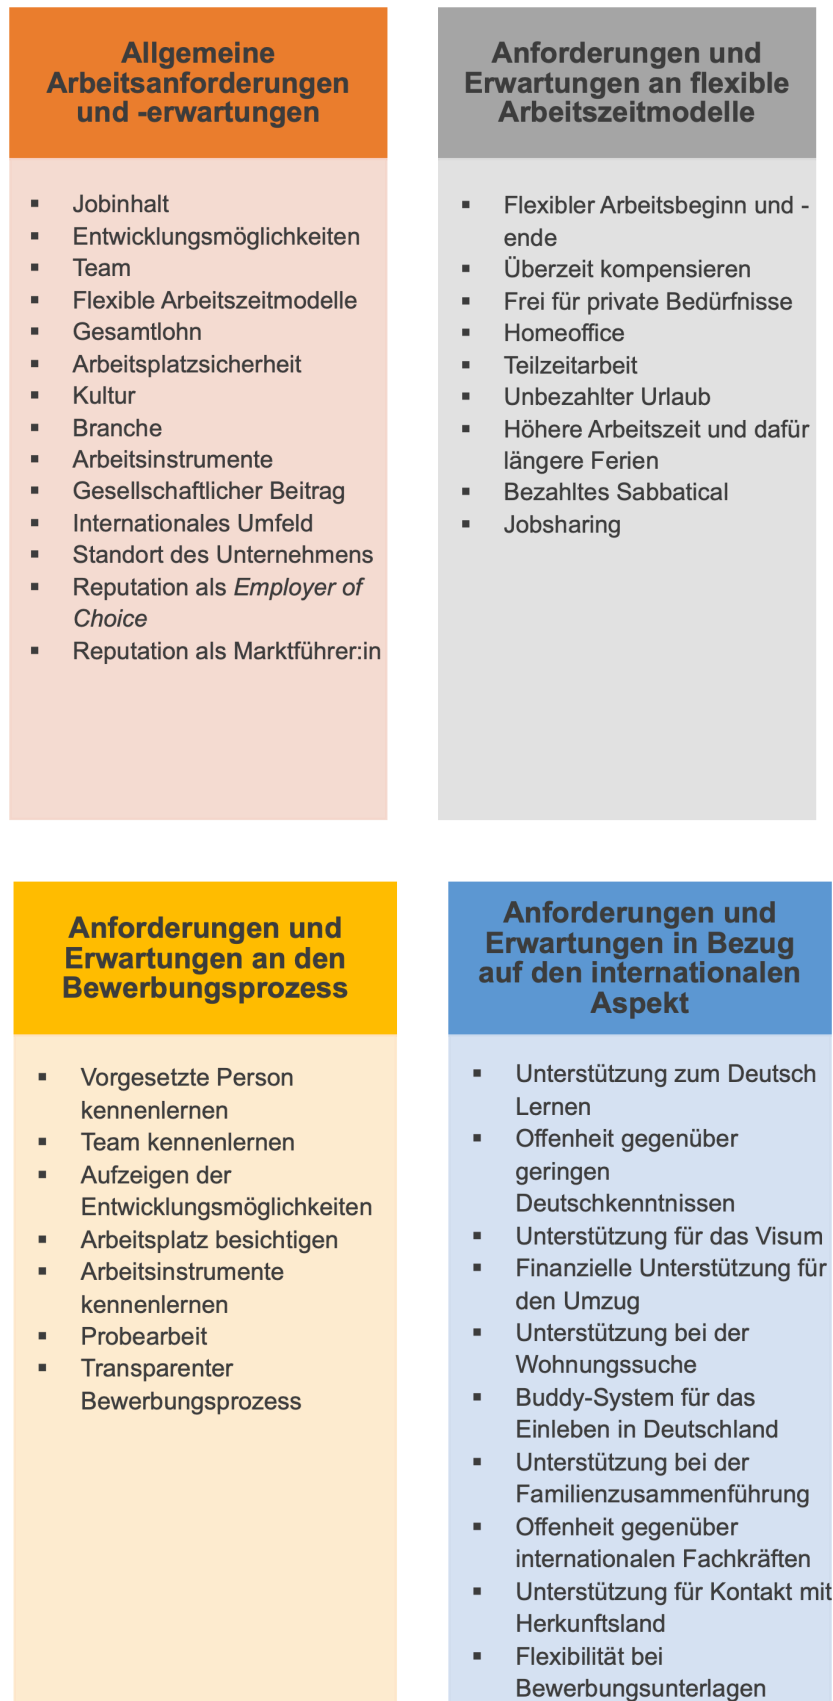 Allgemeine
Arbeitsanforderungen
und -erwartungen
▪ Jobinhalt
▪ Entwicklungsmöglichkeiten
▪ Team
▪ Flexible Arbeitszeitmodelle
▪ Gesamtlohn
▪ Arbeitsplatzsicherheit
▪ Kultur
▪ Branche
▪ Arbeitsinstrumente
▪ Gesellschaftlicher Beitrag
▪ Internationales Umfeld
▪ Standort des Unternehmens
▪ Reputation als Employer of
Choice
▪ Reputation als Marktführer:in
Anforderungen und
Erwartungen an flexible
Arbeitszeitmodelle
▪ Flexibler Arbeitsbeginn und -
ende
▪ Überzeit kompensieren
▪ Frei für private Bedürfnisse
▪ Homeoffice
▪ Teilzeitarbeit
▪ Unbezahlter Urlaub
▪ Höhere Arbeitszeit und dafür
längere Ferien
▪ Bezahltes Sabbatical
▪ Jobsharing
Anforderungen und
Erwartungen an den
Bewerbungsprozess
▪ Vorgesetzte Person
kennenlernen
▪ Team kennenlernen
▪ Aufzeigen der
Entwicklungsmöglichkeiten
▪ Arbeitsplatz besichtigen
▪ Arbeitsinstrumente
kennenlernen
▪ Probearbeit
▪ Transparenter
Bewerbungsprozess
Anforderungen und
Erwartungen in Bezug
auf den internationalen
Aspekt
▪ Unterstützung zum Deutsch
Lernen
▪ Offenheit gegenüber
geringen
Deutschkenntnissen
▪ Unterstützung für das Visum
▪ Finanzielle Unterstützung für
den Umzug
▪ Unterstützung bei der
Wohnungssuche
▪ Buddy-System für das
Einleben in Deutschland
▪ Unterstützung bei der
Familienzusammenführung
▪ Offenheit gegenüber
internationalen Fachkräften
▪ Unterstützung für Kontakt mit
Herkunftsland
▪ Flexibilität bei
Bewerbungsunterlagen